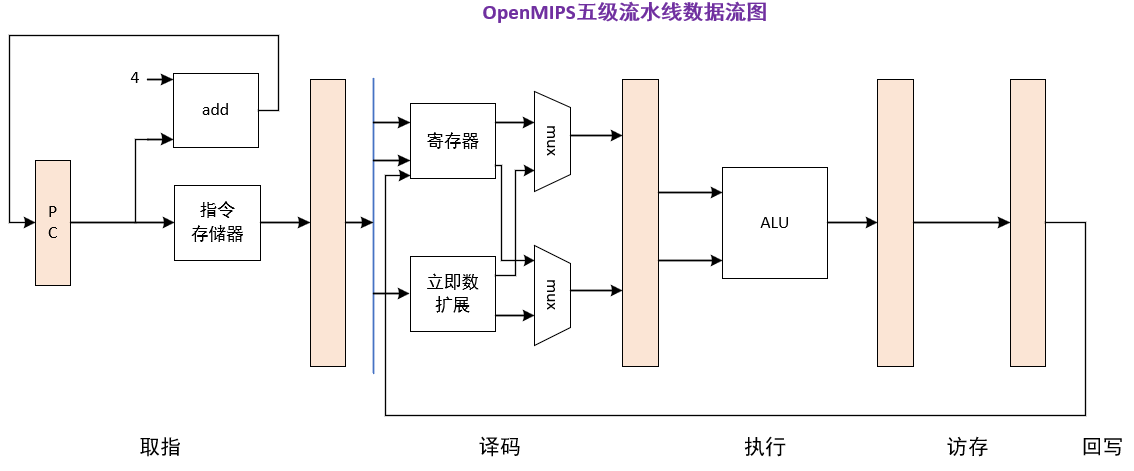 OpenMIPS五级流水线数据流图
4
add
P
C
指令
存储器
寄存器
立即数
扩展
mux
mux
ALU
取指
译码
执行
访存
回写